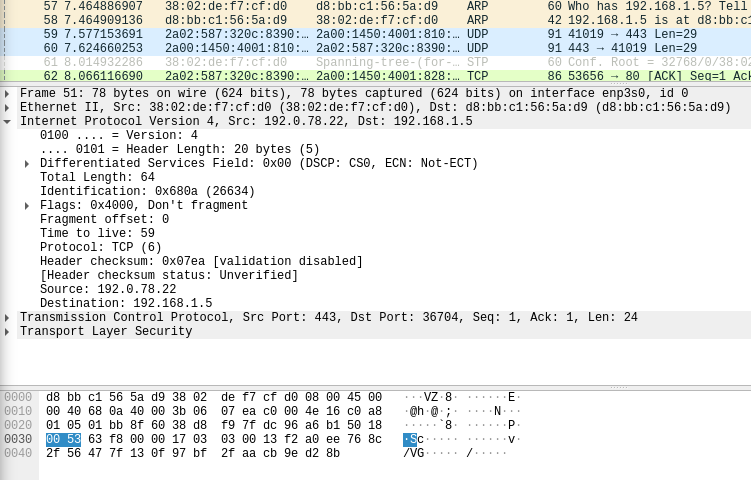 57 7.464886907 38:02:de:f7:cf:d0 d8:bb:c1:56:5a:d9 ARP 60 Who has 192.168.1.5? Tell
58 7.464909136 d8:bb:c1:56:5a:d9 38:02:de:f7:cf:d0 ARP 42 192.168.1.5 is at d8:bb:c1
59 7.577153691 2a02:587:320c:8390:… 2a00:1450:4001:810:… UDP 91 41019 → 443 Len=29
60 7.624660253 2a00:1450:4001:810:… 2a02:587:320c:8390:… UDP 91 443 → 41019 Len=29
61 8.014932286 38:02:de:f7:cf:d0 Spanning-tree-(for-… STP 60 Conf. Root = 32768/0/38:02
62 8.066116690 2a02:587:320c:8390:… 2a00:1450:4001:828:… TCP 86 53656 → 80 [ACK] Seq=1 Ack
Frame 51: 78 bytes on wire (624 bits), 78 bytes captured (624 bits) on interface enp3s0, id 0
Ethernet II, Src: 38:02:de:f7:cf:d0 (38:02:de:f7:cf:d0), Dst: d8:bb:c1:56:5a:d9 (d8:bb:c1:56:5a:d9)
Internet Protocol Version 4, Src: 192.0.78.22, Dst: 192.168.1.5
0100 .... = Version: 4
.... 0101 = Header Length: 20 bytes (5)
Differentiated Services Field: 0x00 (DSCP: CS0, ECN: Not-ECT)
Total Length: 64
Identification: 0x680a (26634)
Flags: 0x4000, Don't fragment
Fragment offset: 0
Time to live: 59
Protocol: TCP (6)
Header checksum: 0x07ea [validation disabled]
[Header checksum status: Unverified]
Source: 192.0.78.22
Destination: 192.168.1.5
Transmission Control Protocol, Src Port: 443, Dst Port: 36704, Seq: 1, Ack: 1, Len: 24
Transport Layer Security
0000 d8 bb c1 56 5a d9 38 02 de f7 cf d0 08 00 45 00 ···VZ·8· ······E·
0010 00 40 68 0a 40 00 3b 06 07 ea c0 00 4e 16 c0 a8 ·@h·@·;· ····N···
0020 01 05 01 bb 8f 60 38 d8 f9 7f dc 96 a6 b1 50 18 ·····`8· ······P·
0030 00 53 63 f8 00 00 17 03 03 00 13 f2 a0 ee 76 8c ·Sc····· ······v·
0040 2f 56 47 7f 13 0f 97 bf 2f aa cb 9e d2 8b /VG····· /·····